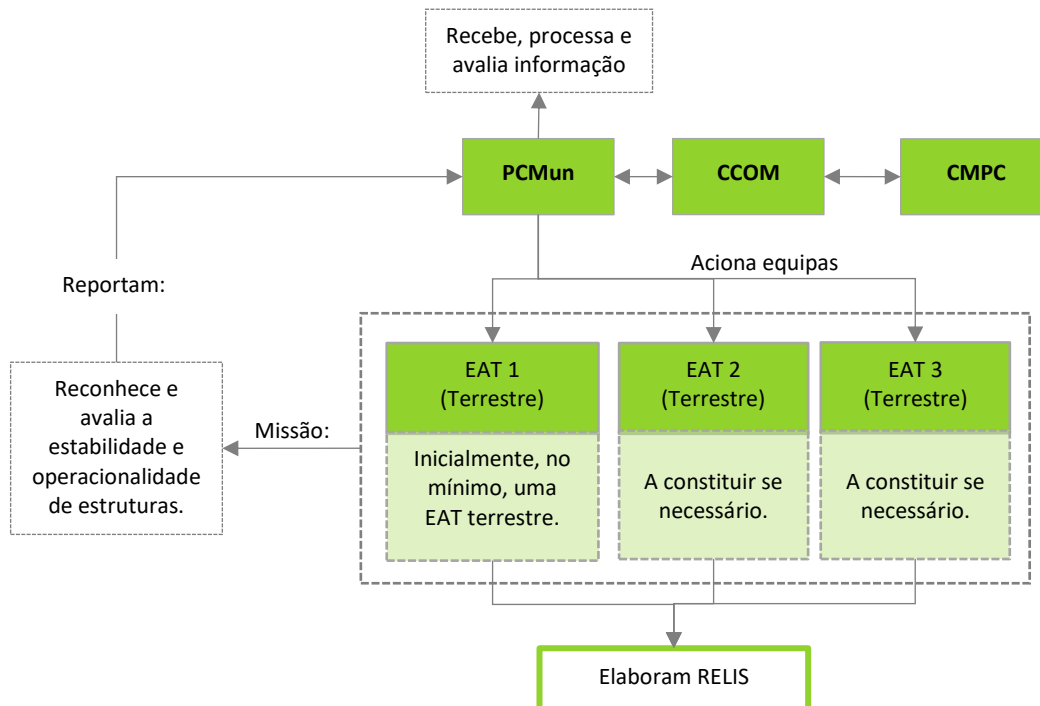 Recebe, processa e
avalia informação
PCMun
CCOM
CMPC
Aciona equipas
Reportam:
EAT 1
(Terrestre)
EAT 2
(Terrestre)
EAT 3
(Terrestre)
Reconhece e
avalia a
estabilidade e
operacionalidade
de estruturas.
Missão:
Inicialmente, no
mínimo, uma
EAT terrestre.
A constituir se
necessário.
A constituir se
necessário.
Elaboram RELIS